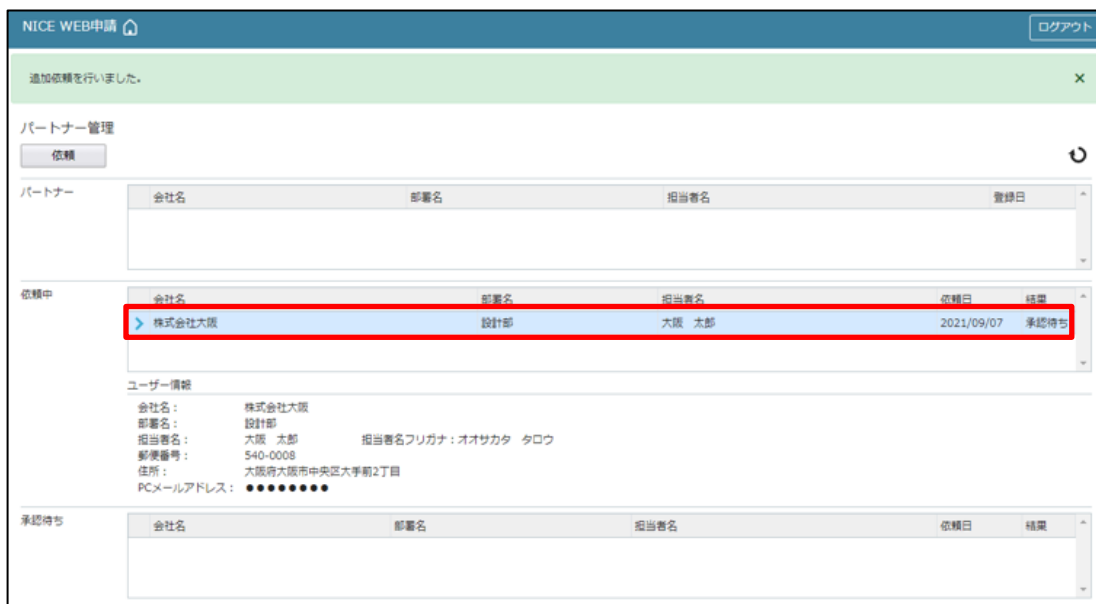 NICE WEB申請 ログアウト
追加依頼を行いました。 ×
パートナー管理
依頼
パートナー
会社名 部署名 担当者名 登録日
依頼中
会社名 部署名 担当者名 依頼日 結果
株式会社大阪 設計部 大阪 太郎 2021/09/07 承認待ち
ユーザー情報
会社名： 株式会社大阪
部署名： 設計部
担当者名： 大阪 太郎 担当者名フリガナ：オオサカタ タロウ
郵便番号： 540-0008
住所： 大阪府大阪市中央区大手前2丁目
PCメールアドレス： ●●●●●●●●
承認待ち
会社名 部署名 担当者名 依頼日 結果